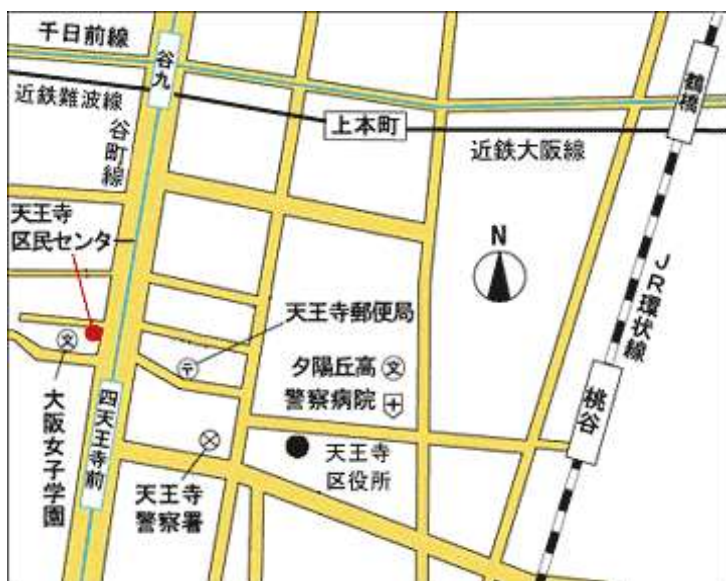 千日前線
谷九
近鉄難波線
谷町線
上本町
鶴橋
近鉄大阪線
天王寺
区民センタ
N
JR環状線
天王寺郵便局
文
〒
夕陽丘高
文
警察病院
桃谷
大阪女子学園
四天王寺前
天王寺
警察署
天王寺
区役所